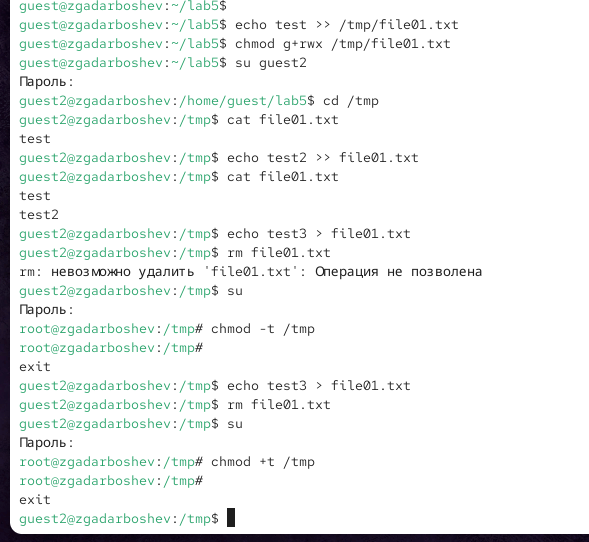 guest@zgadarboshev:~/lab5$
guest@zgadarboshev:~/lab5$ echo test >> /tmp/file01.txt
guest@zgadarboshev:~/lab5$ chmod g+rwx /tmp/file01.txt
guest@zgadarboshev:~/lab5$ su guest2
Пароль:
guest2@zgadarboshev:/home/guest/lab5$ cd /tmp
guest2@zgadarboshev:/tmp$ cat file01.txt
test
guest2@zgadarboshev:/tmp$ echo test2 >> file01.txt
guest2@zgadarboshev:/tmp$ cat file01.txt
test
test2
guest2@zgadarboshev:/tmp$ echo test3 > file01.txt
guest2@zgadarboshev:/tmp$ rm file01.txt
rm: невозможно удалить 'file01.txt': Операция не позволена
guest2@zgadarboshev:/tmp$ su
Пароль:
root@zgadarboshev:/tmp# chmod -t /tmp
root@zgadarboshev:/tmp#
exit
guest2@zgadarboshev:/tmp$ echo test3 > file01.txt
guest2@zgadarboshev:/tmp$ rm file01.txt
guest2@zgadarboshev:/tmp$ su
Пароль:
root@zgadarboshev:/tmp# chmod +t /tmp
root@zgadarboshev:/tmp#
exit
guest2@zgadarboshev:/tmp$